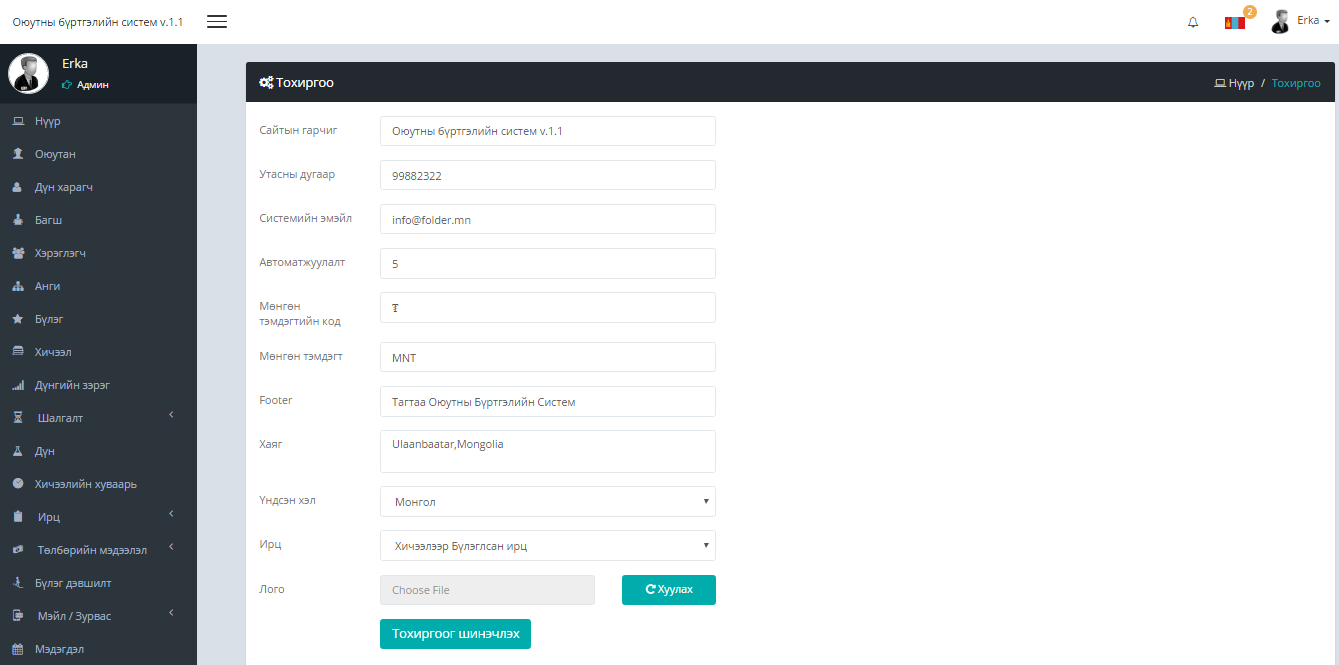 Оюутны бүртгэлийн систем v.1.1
2
Erka
Erka
Админ
Нүүр
Оюутан
Дүн харагч
Багш
Хэрэглэгч
Анги
Бүлэг
Хичээл
Дүнгийн зэрэг
Шалгалт
Дүн
Хичээлийн хуваарь
Ирц
Төлбөрийн мэдээлэл
Бүлэг дэвшилт
Мэйл / Зурвас
Мэдэгдэл
Тохиргоо
Нүүр / Тохиргоо
Сайтын гарчиг Оюутны бүртгэлийн систем v.1.1
Утасны дугаар 99882322
Системийн эмэйл info@folder.mn
Автоматжуулалт 5
Мөнгөн
тэмдэгтийн код ₮
Мөнгөн тэмдэгт MNT
Footer Тагтаа Оюутны Бүртгэлийн Систем
Хаяг Ulaanbaatar,Mongolia
Үндсэн хэл Монгол
Ирц Хичээлээр Бүлэглсан ирц
Лого Choose File Хуулах
Тохиргоог шинэчлэх